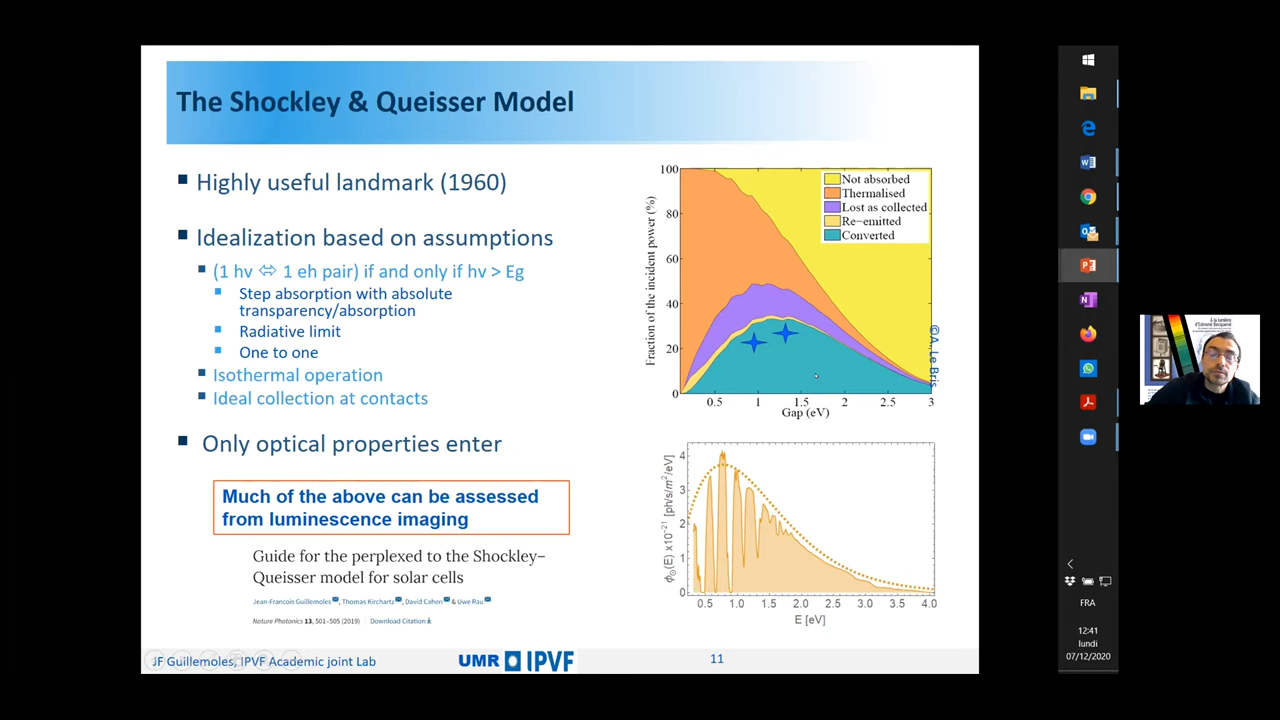 The Shockley & Queisser Model
Highly useful landmark (1960)
Idealization based on assumptions
(1 hv ⇔ 1 eh pair) if and only if hv > Eg
Step absorption with absolute
transparency/absorption
Radiative limit
One to one
Isothermal operation
Ideal collection at contacts
Only optical properties enter
Much of the above can be assessed
from luminescence imaging
Guide for the perplexed to the Shockley–
Queisser model for solar cells
Jean-Francois Guillemoles, Thomas Kirchartz, David Cahen & Uwe Rau
Nature Photonics 13, 501–505 (2019) | Download Citation
Fraction of the incident power (%)
100
80
60
40
20
0
Not absorbed
Thermalised
Lost as collected
Re-emitted
Converted
©A. Le Bris
0.5 1 1.5 2 2.5 3
Gap (eV)
ϕ⊙(E) x10⁻²¹ [ph/s/m²/eV]
4
3
2
1
0
0.5 1.0 1.5 2.0 2.5 3.0 3.5 4.0
E [eV]
JF Guillemoles, IPVF Academic joint Lab
UMR IPVF
11
À la lumière
d'Edmond Becquerel
FRA
12:41
lundi
07/12/2020